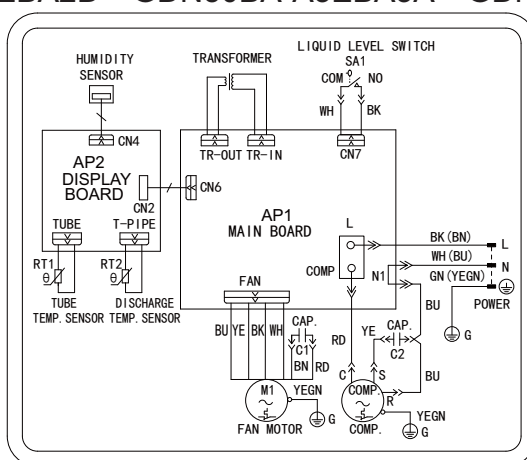 LIQUID LEVEL SWITCH
HUMIDITY
SENSOR
TRANSFORMER
SA1
COM
NO
WH
BK
CN4
TR-OUT
TR-IN
CN7
AP2
DISPLAY
BOARD
CN2
CN6
AP1
MAIN BOARD
TUBE
T-PIPE
L
BK(BN)
L
WH(BU)
N
GN(YEGN)
COMP
N1
POWER
RT1
θ
RT2
θ
TUBE
TEMP.SENSOR
DISCHARGE
TEMP.SENSOR
FAN
BU
YE
BK
WH
CAP.
C1
BN
RD
RD
YE
CAP.
C2
BU
G
C
S
BU
M1
YEGN
G
FAN MOTOR
COMP.
R
YEGN
G
COMP.